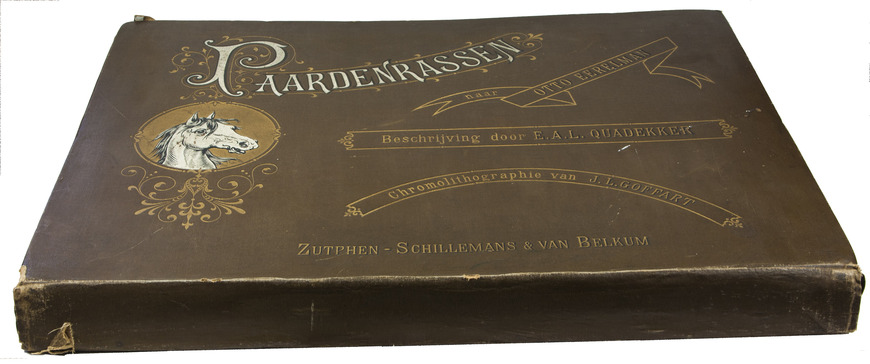 PAARDENRASSEN
naar OTTO EERELMAN
Beschrijving door E.A.L. QUADEKKER
Chromolithographie van J.L. GOFFART
ZUTPHEN - SCHILLEMANS & VAN BELKUM